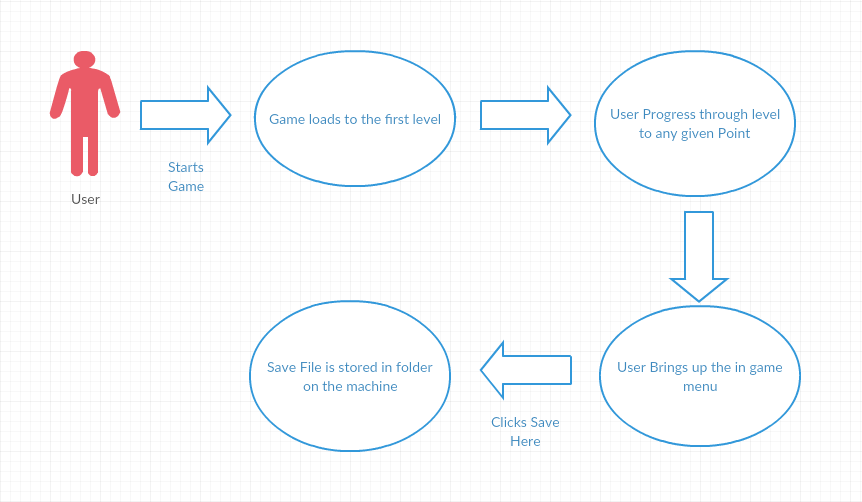 Game loads to the first level
User Progress through level
to any given Point
Starts
Game
User
Save File is stored in folder
on the machine
User Brings up the in game
menu
Clicks Save
Here